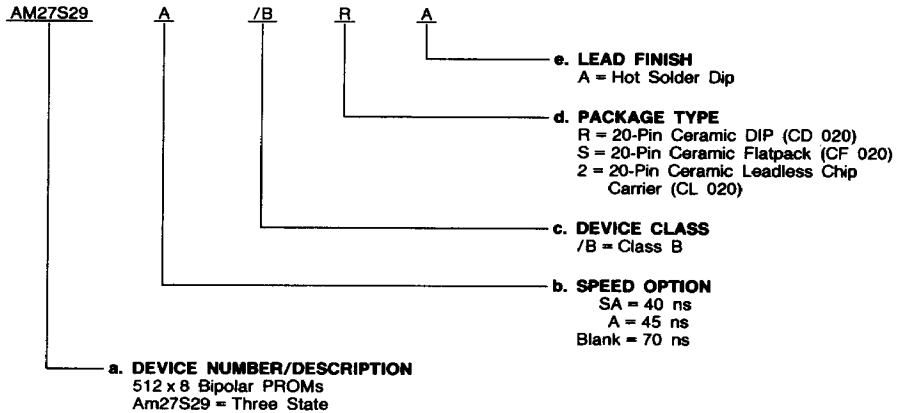 AM27S29 A /B R A
e. LEAD FINISH
A = Hot Solder Dip
d. PACKAGE TYPE
R = 20-Pin Ceramic DIP (CD 020)
S = 20-Pin Ceramic Flatpack (CF 020)
2 = 20-Pin Ceramic Leadless Chip
Carrier (CL 020)
c. DEVICE CLASS
/B = Class B
b. SPEED OPTION
SA = 40 ns
A = 45 ns
Blank = 70 ns
a. DEVICE NUMBER/DESCRIPTION
512 x 8 Bipolar PROMs
Am27S29 = Three State